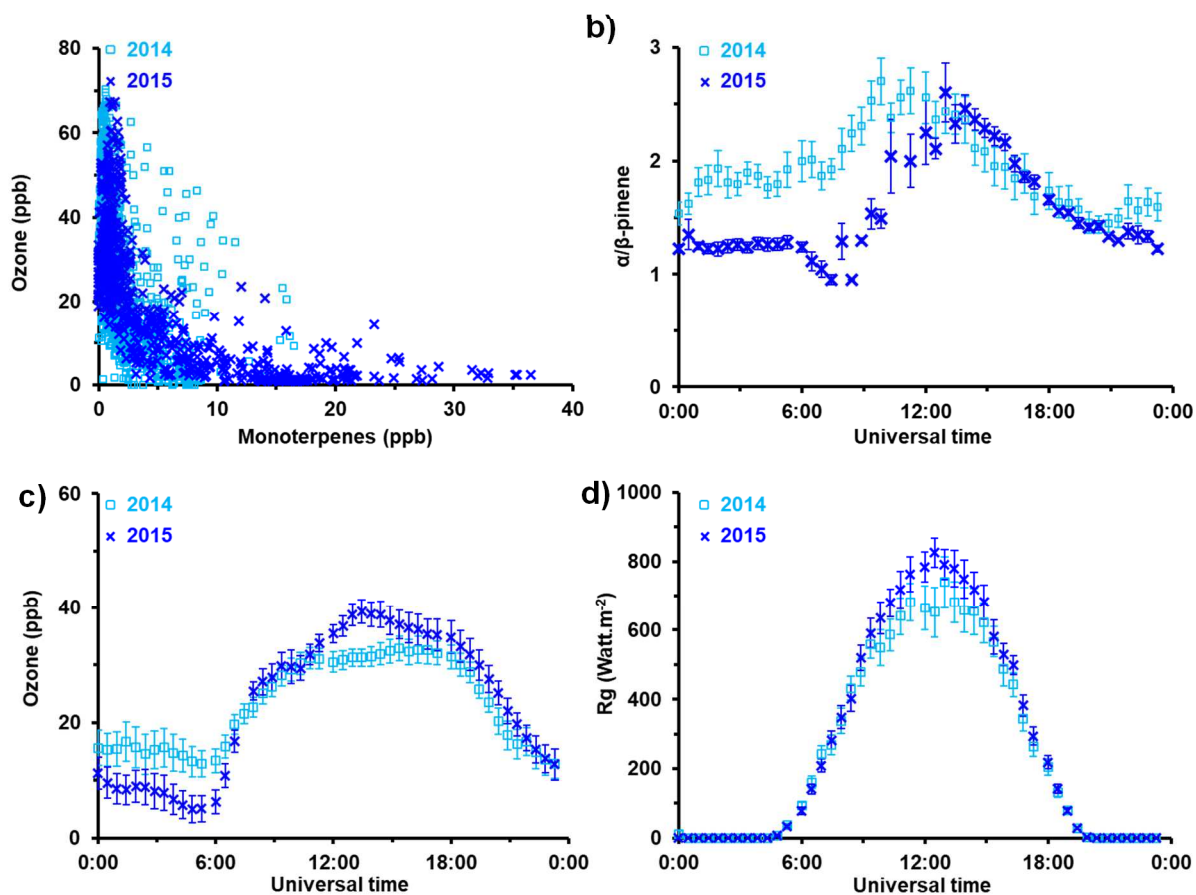 b)
80
60
40
20
0
Ozone (ppb)
2014
2015
0 10 20 30 40
Monoterpenes (ppb)
3
2
1
0
α/β-pinene
2014
2015
0:00 6:00 12:00 18:00 0:00
Universal time
c)
60
40
20
0
Ozone (ppb)
2014
2015
0:00 6:00 12:00 18:00 0:00
Universal time
d)
1000
800
600
400
200
0
Rg (Watt.m-2)
2014
2015
0:00 6:00 12:00 18:00 0:00
Universal time